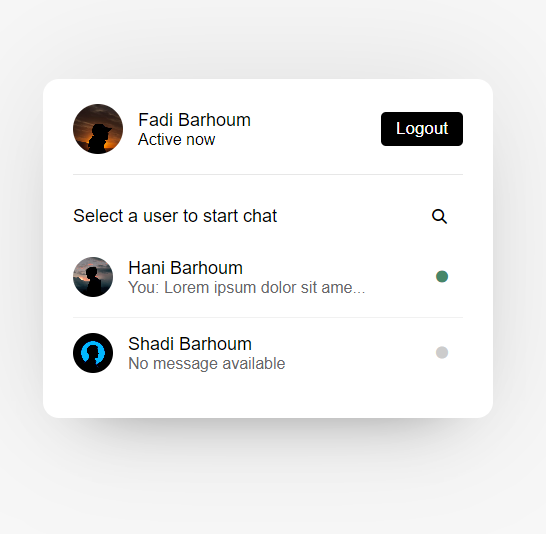 Fadi Barhoum
Active now
Logout
Select a user to start chat
Hani Barhoum
You: Lorem ipsum dolor sit ame...
Shadi Barhoum
No message available